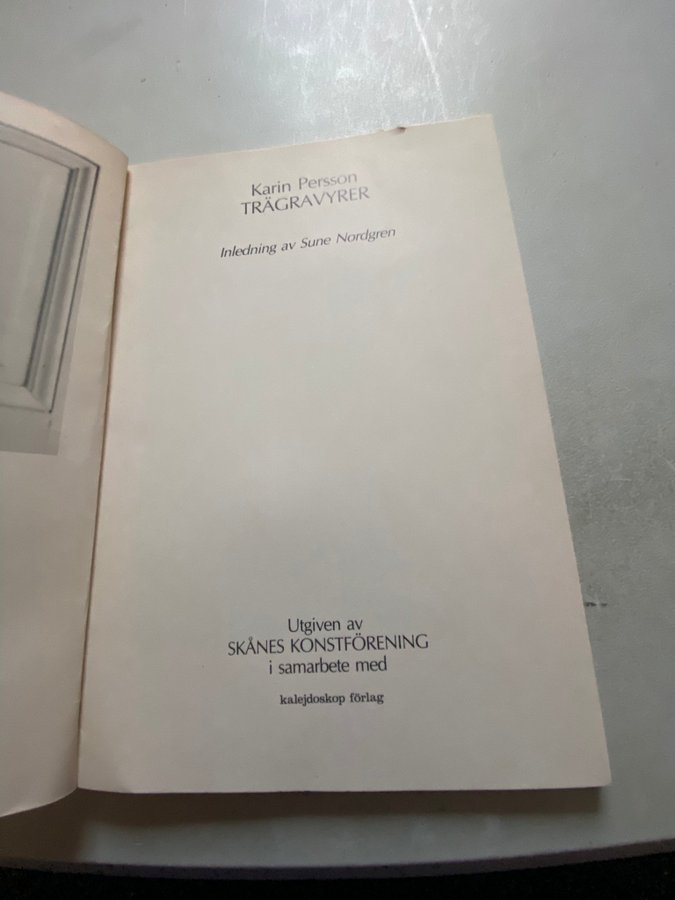 Karin Persson
TRÄGRAVYRER
Inledning av Sune Nordgren
Utgiven av
SKÅNES KONSTFÖRENING
i samarbete med
kalejdoskop förlag